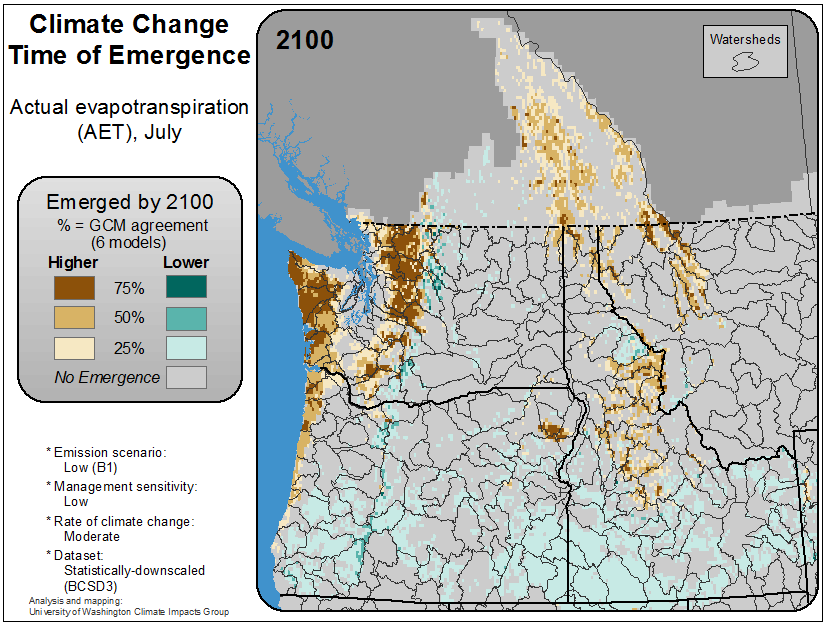 Climate Change
Time of Emergence
Actual evapotranspiration
(AET), July
Emerged by 2100
% = GCM agreement
(6 models)
Higher Lower
75%
50%
25%
No Emergence
* Emission scenario:
Low (B1)
* Management sensitivity:
Low
* Rate of climate change:
Moderate
* Dataset:
Statistically-downscaled
(BCSD3)
Analysis and mapping:
University of Washington Climate Impacts Group
2100
Watersheds